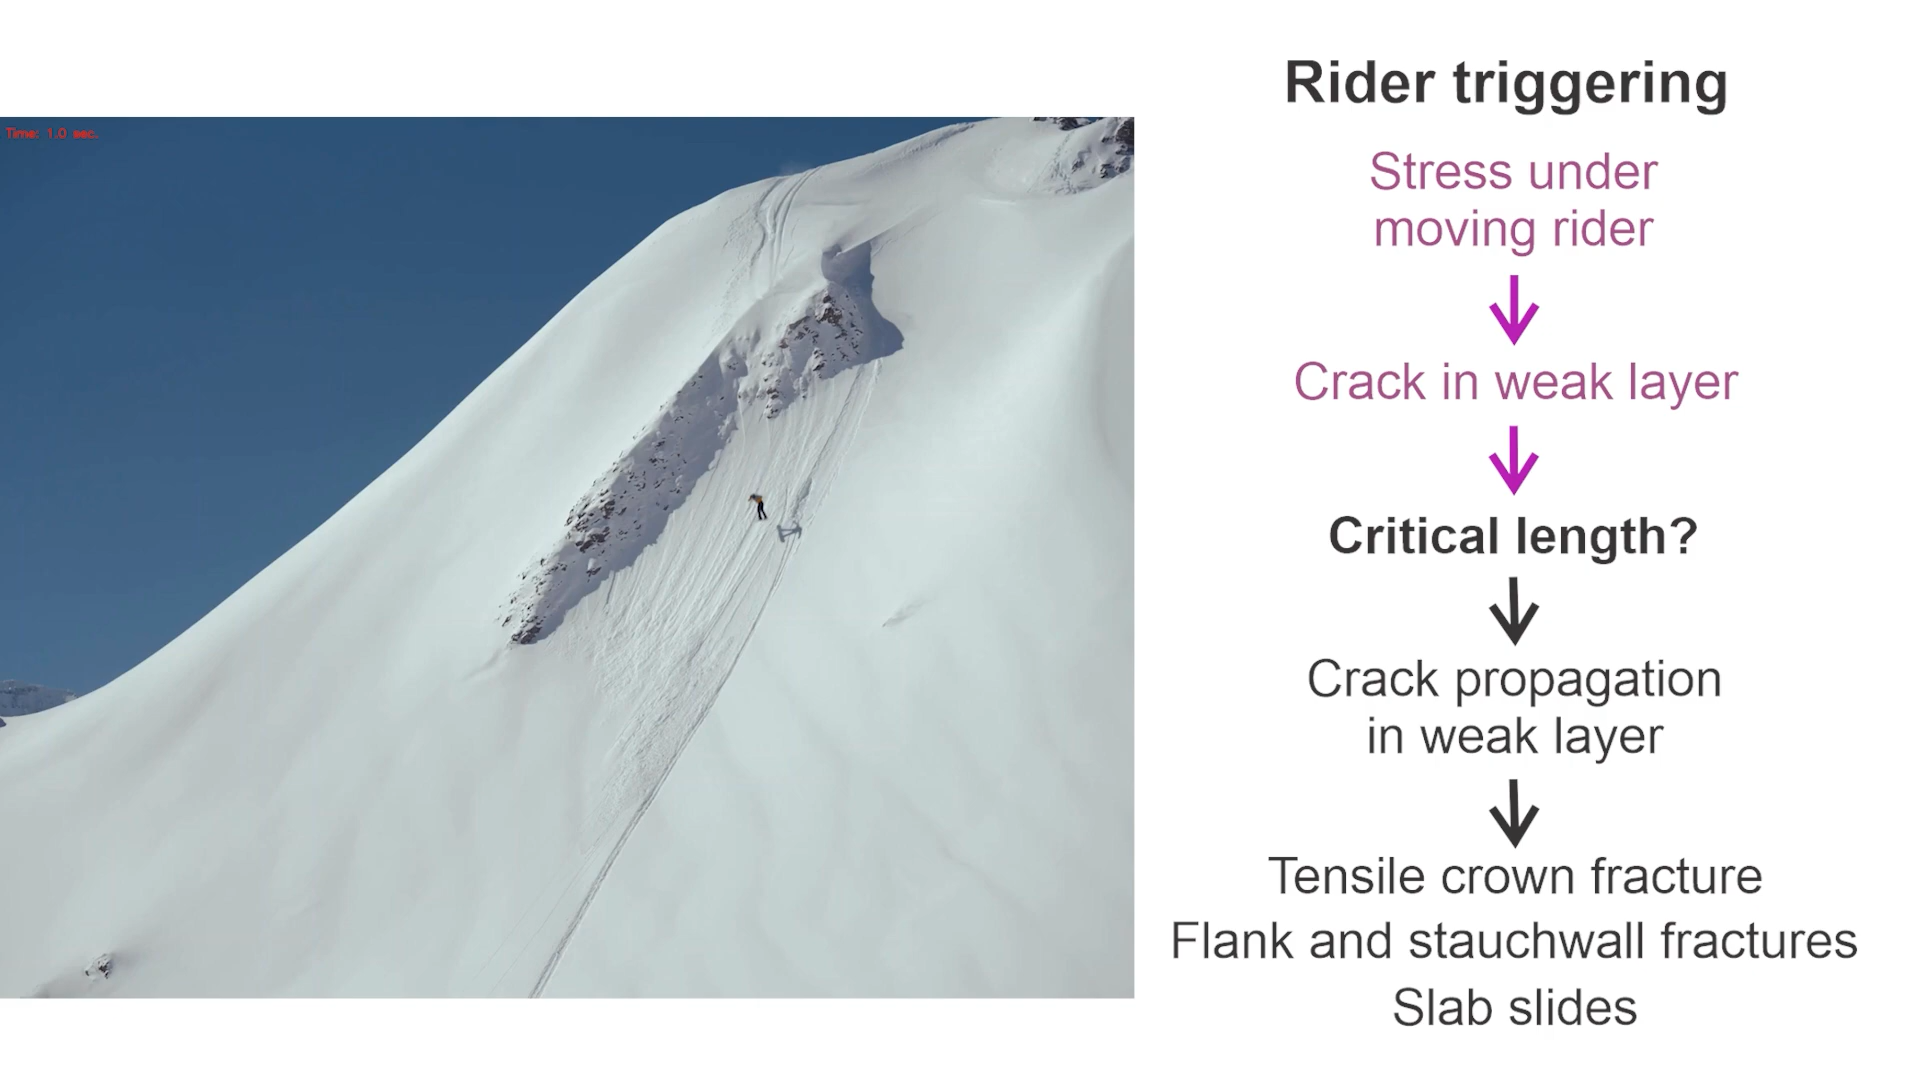 Time: 1.0 sec.
Rider triggering
Stress under
moving rider
Crack in weak layer
Critical length?
Crack propagation
in weak layer
Tensile crown fracture
Flank and stauchwall fractures
Slab slides